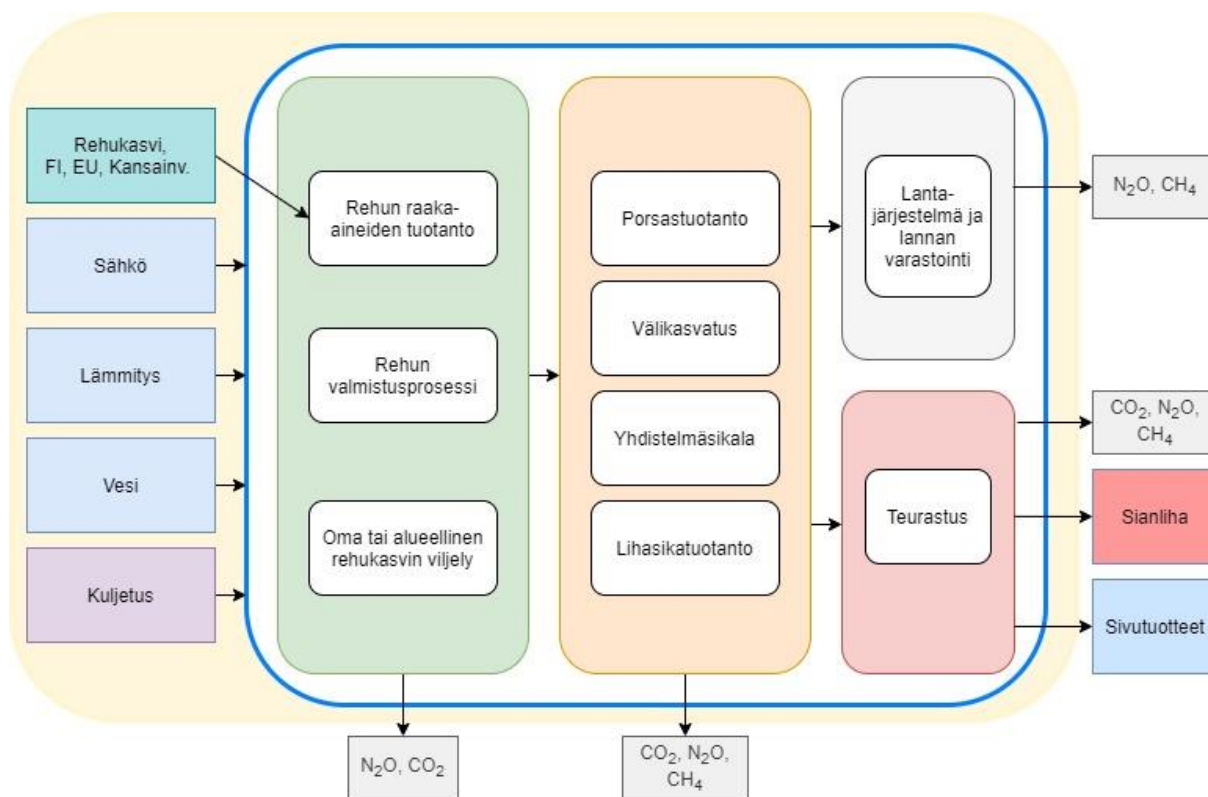 Rehukasvi,
FI, EU, Kansainv.
Sähkö
Lämmitys
Vesi
Kuljetus
Rehun raaka-
aineiden tuotanto
Rehun
valmistusprosessi
Oma tai alueellinen
rehukasvin viljely
Porsastuotanto
Välikasvatus
Yhdistelmäsikala
Lihasikatuotanto
Lanta-
järjestelmä ja
lannan
varastointi
Teurastus
N₂O, CH₄
CO₂, N₂O,
CH₄
Sianliha
Sivutuotteet
N₂O, CO₂
CO₂, N₂O,
CH₄